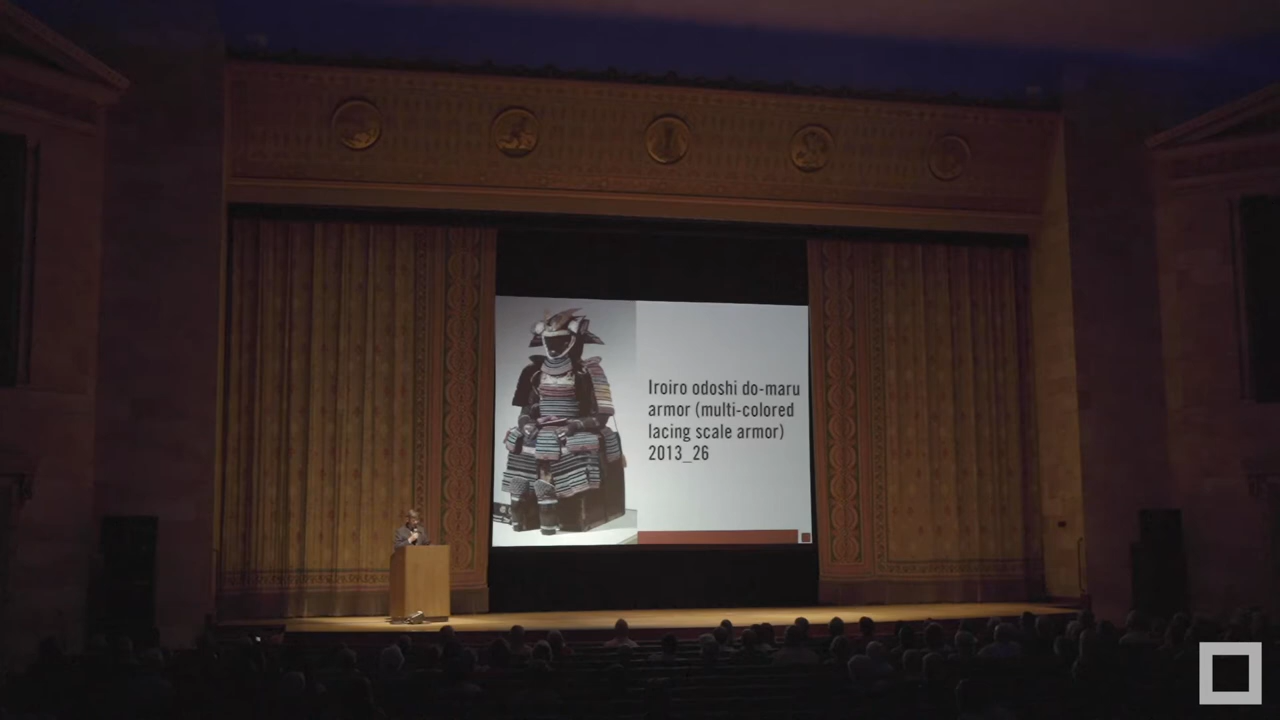 Iroiro odoshi do-maru
armor (multi-colored
lacing scale armor)
2013_26